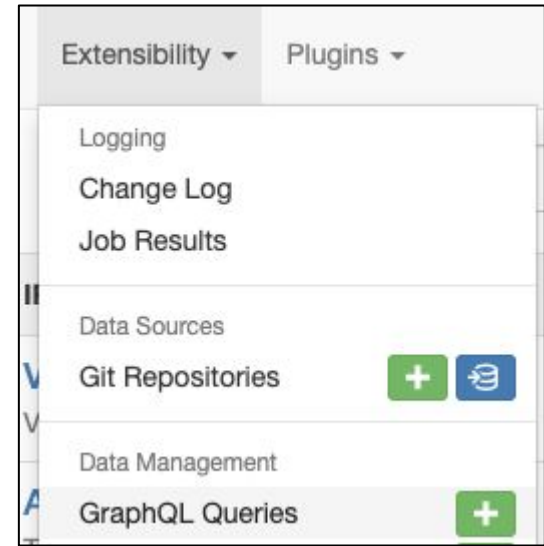 Extensibility Plugins
Logging
Change Log
Job Results
Data Sources
Git Repositories
Data Management
GraphQL Queries